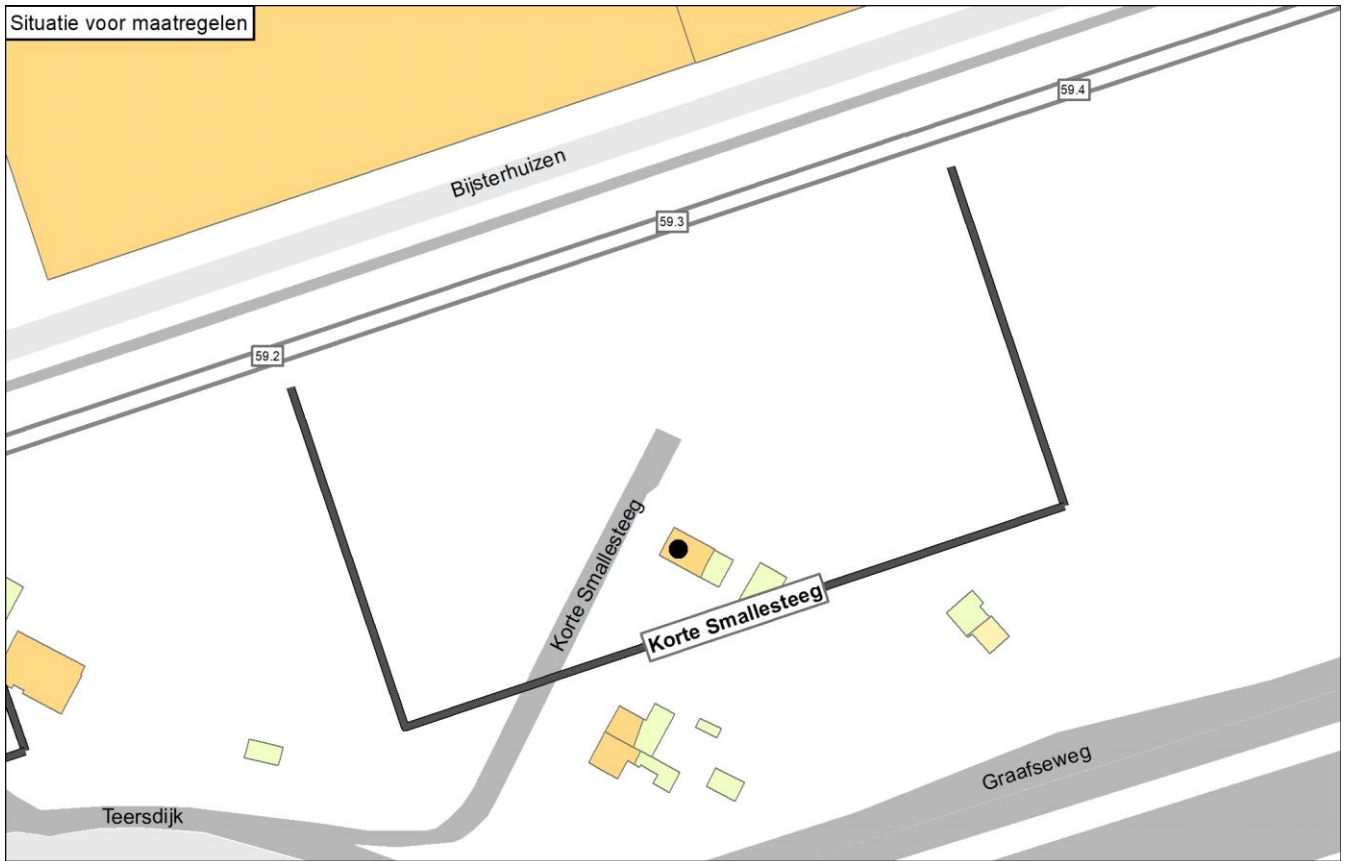 Situatie voor maatregelen
59.4
Bijsterhuizen
59.3
59.2
Korte Smallesteeg
Korte Smallesteeg
Graafseweg
Teersdijk